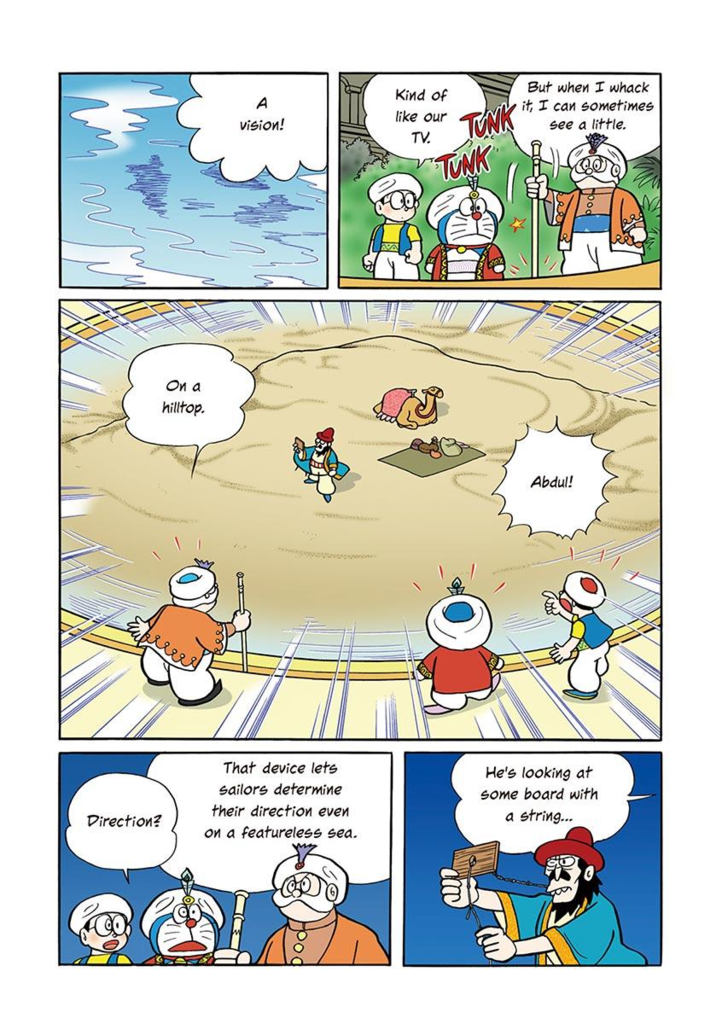 But when I whack
it, I can sometimes
see a little.
TUNK
TUNK
Kind of
like our
TV.
A
vision!
Abdul!
On a
hilltop.
He's looking at
some board with
a string...
That device lets
sailors determine
their direction even
on a featureless sea.
Direction?